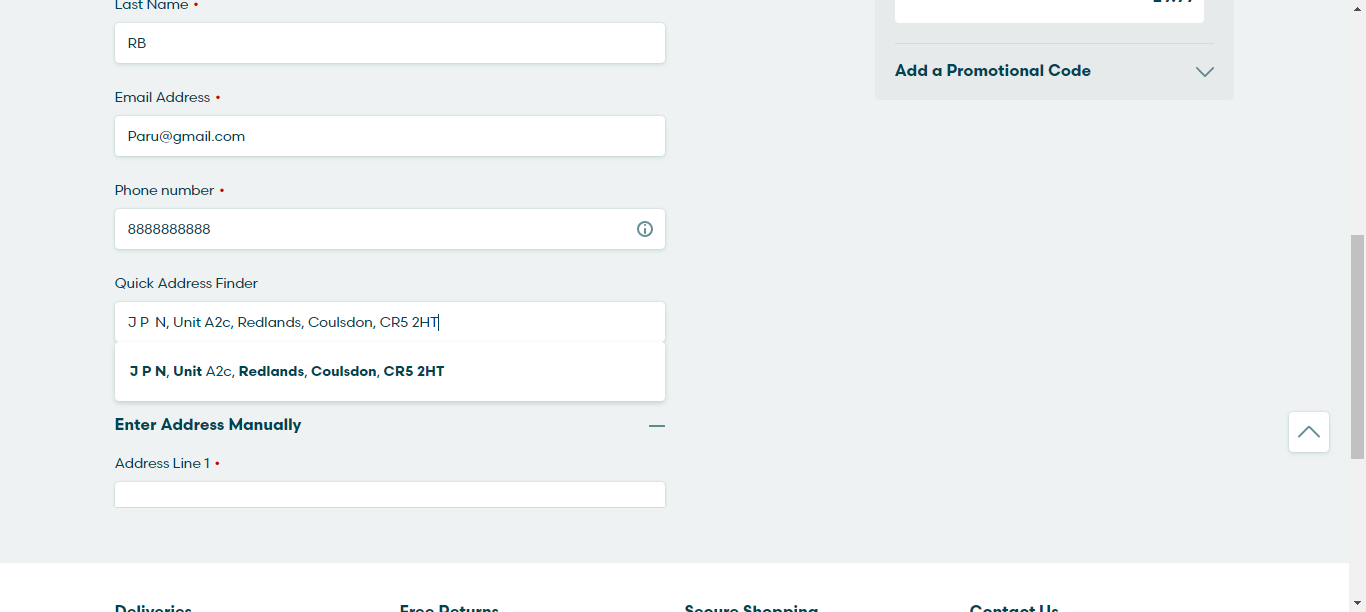 Last Name •
RB
Email Address •
Paru@gmail.com
Phone number •
8888888888
Quick Address Finder
J P  N, Unit A2c, Redlands, Coulsdon, CR5 2HT
J P N, Unit A2c, Redlands, Coulsdon, CR5 2HT
Enter Address Manually
Address Line 1 •
Add a Promotional Code
Deliveries
Free Returns
Secure Shopping
Contact Us